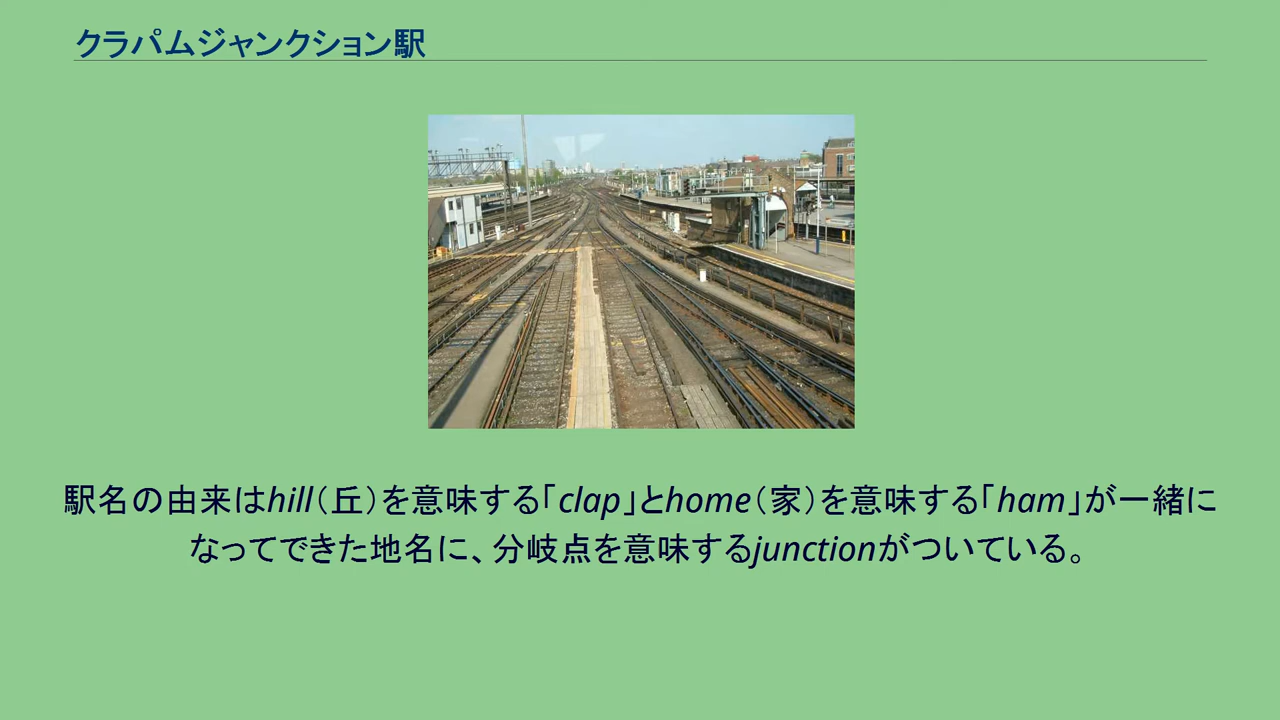 クラパムジャンクション駅
駅名の由来はhill（丘）を意味する「clap」とhome（家）を意味する「ham」が一緒に
なってできた地名に、分岐点を意味するjunctionがついている。